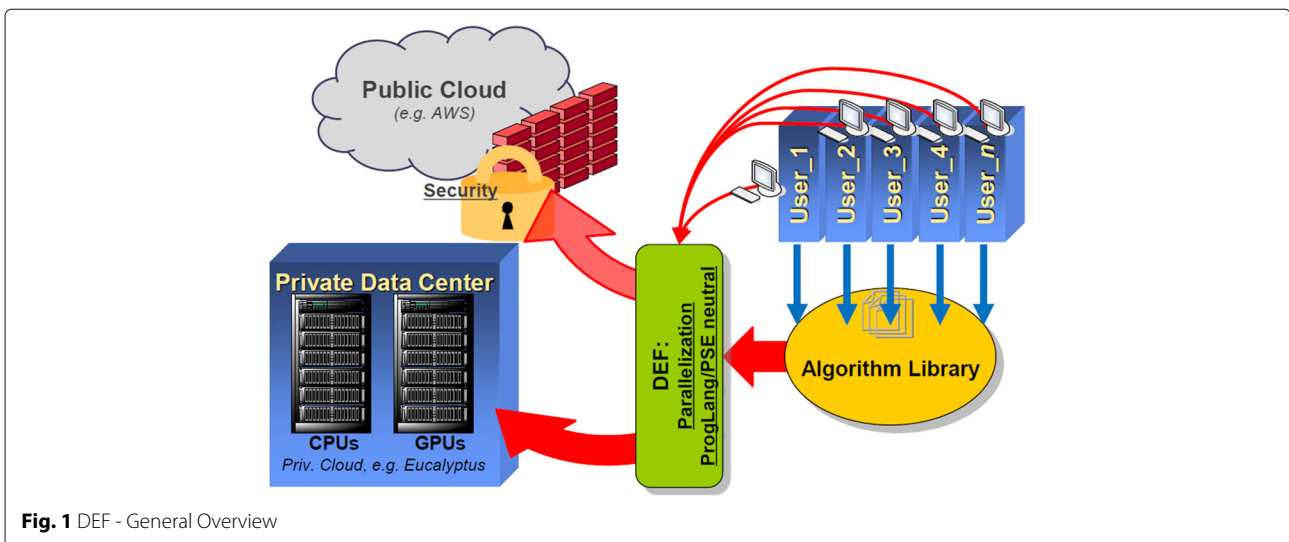 Public Cloud
(e.g. AWS)
Security
Private Data Center
CPUs
GPUs
Priv. Cloud, e.g. Eucalyptus
DEF:
Parallelization
ProgLang/PSE neutral
User_1
User_2
User_3
User_4
User_n
Algorithm Library
Fig. 1 DEF - General Overview